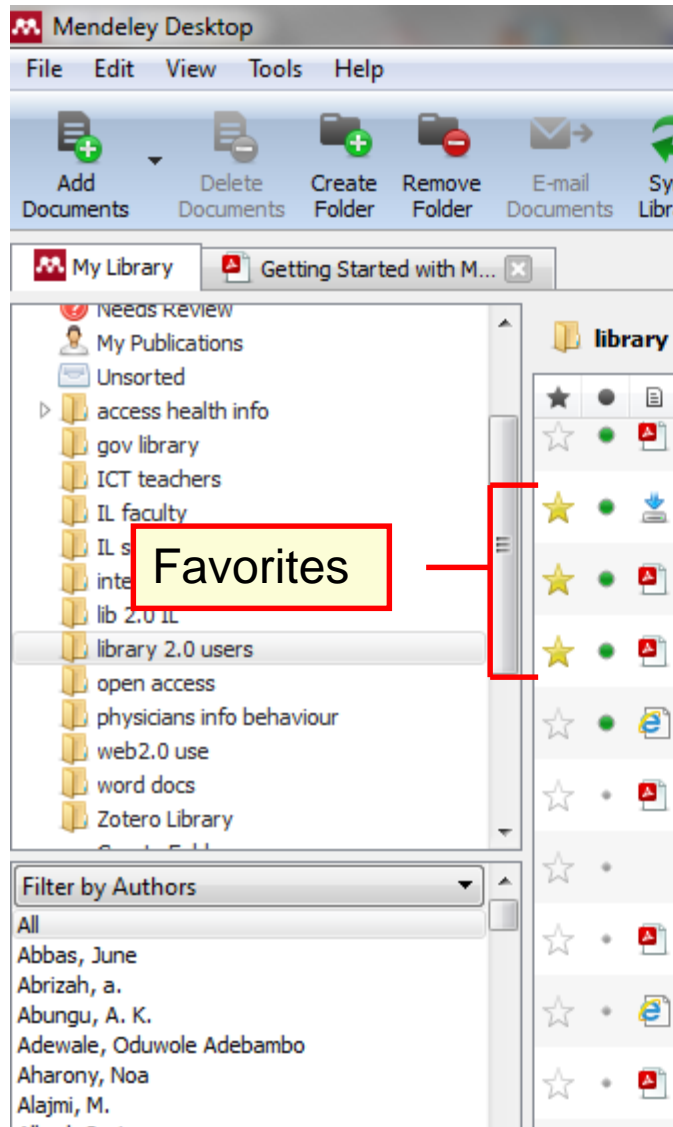 Mendeley Desktop
File Edit View Tools Help
Add Documents
Delete Documents
Create Folder
Remove Folder
E-mail Documents
My Library
Getting Started with M...
Needs Review
My Publications
Unsorted
access health info
gov library
ICT teachers
IL faculty
IL
Favorites
lib 2.0 IL
library 2.0 users
open access
physicians info behaviour
web2.0 use
word docs
Zotero Library
library
Filter by Authors
All
Abbas, June
Abrizah, a.
Abungu, A. K.
Adewale, Oduwole Adebambo
Aharony, Noa
Alajmi, M.